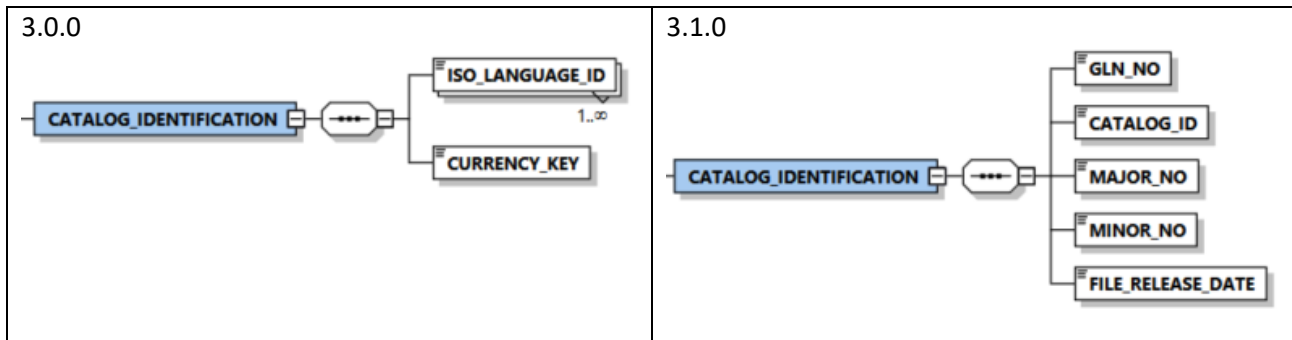 3.0.0
CATALOG_IDENTIFICATION
ISO_LANGUAGE_ID
1..∞
CURRENCY_KEY
3.1.0
CATALOG_IDENTIFICATION
GLN_NO
CATALOG_ID
MAJOR_NO
MINOR_NO
FILE_RELEASE_DATE